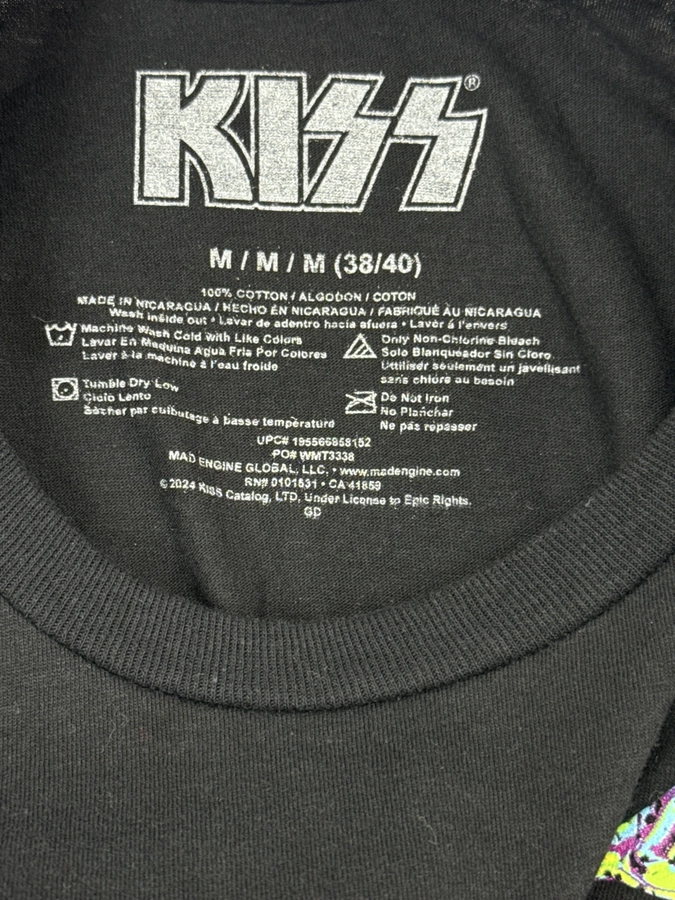 KISS®
M / M / M (38/40)
100% COTTON / ALGODON / COTON
MADE IN NICARAGUA / HECHO EN NICARAGUA / FABRIQUÉ AU NICARAGUA
Wash inside out • Lavar de adentro hacia afuera • Laver à l'envers
Machine Wash Cold with Like Colors
Lavar En Maquina Agua Fria Por Colores
Laver à la machine à l'eau froide
Only Non-Chlorine Bleach
Solo Blanqueador Sin Cloro
Utiliser seulement un javellisant
sans chlore au besoin
Tumble Dry Low
Ciclo Lento
Sécher par culbutage à basse température
Do Not Iron
No Planchar
Ne pas repasser
UPC# 195566858152
PO# WMT3338
MAD ENGINE GLOBAL, LLC. • www.madengine.com
RN# 0101531 • CA 41859
©2024 KISS Catalog, LTD. Under License to Epic Rights.
GD